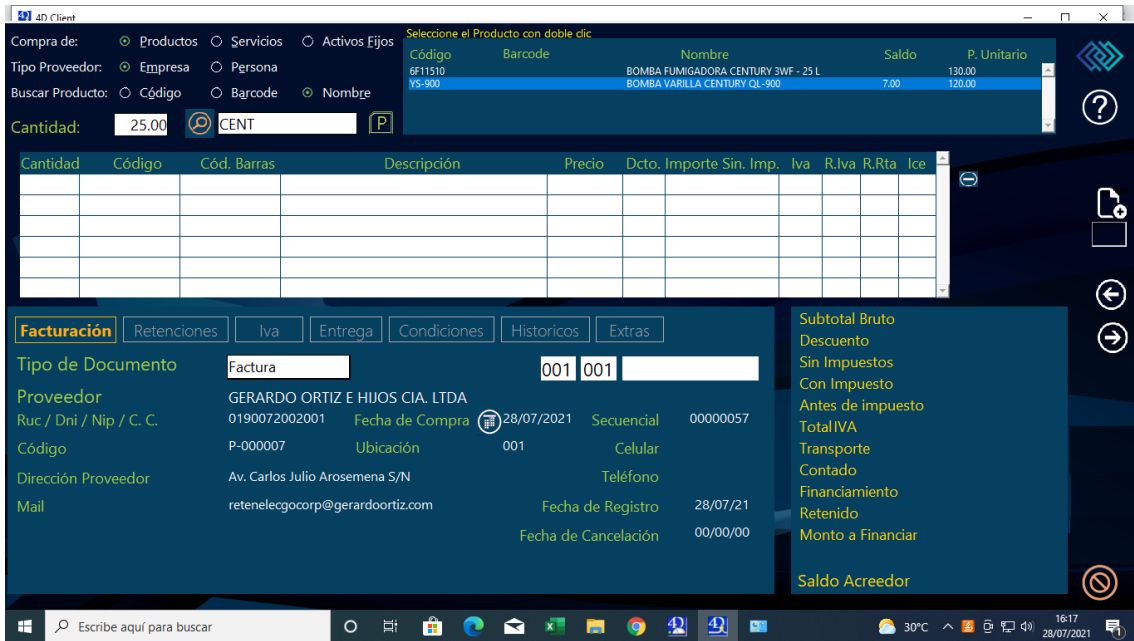 4D Client
Compra de: Productos Servicios Activos Fijos
Tipo Proveedor: Empresa Persona
Buscar Producto: Código Barcode Nombre
Cantidad: 25.00 CENT P
Seleccione el Producto con doble clic
Código Barcode Nombre Saldo P. Unitario
6F11510 BOMBA FUMIGADORA CENTURY 3WF - 25 L 130.00
YS-900 BOMBA VARILLA CENTURY QL-900 7.00 120.00
?
Cantidad Código Cód. Barras Descripción Precio Dcto. Importe Sin. Imp. Iva R.Iva R.Rta Ice
Facturación Retenciones Iva Entrega Condiciones Historicos Extras
Tipo de Documento Factura 001 001
Proveedor GERARDO ORTIZ E HIJOS CIA. LTDA
Ruc / Dni / Nip / C. C. 0190072002001 Fecha de Compra 28/07/2021 Secuencial 00000057
Código P-000007 Ubicación 001 Celular
Dirección Proveedor Av. Carlos Julio Arosemena S/N Teléfono
Mail retenelecgocorp@gerardoortiz.com Fecha de Registro 28/07/21
Fecha de Cancelación 00/00/00
Subtotal Bruto
Descuento
Sin Impuestos
Con Impuesto
Antes de impuesto
Total IVA
Transporte
Contado
Financiamiento
Retenido
Monto a Financiar
Saldo Acreedor
Escribe aquí para buscar
30°C
16:17
28/07/2021
1